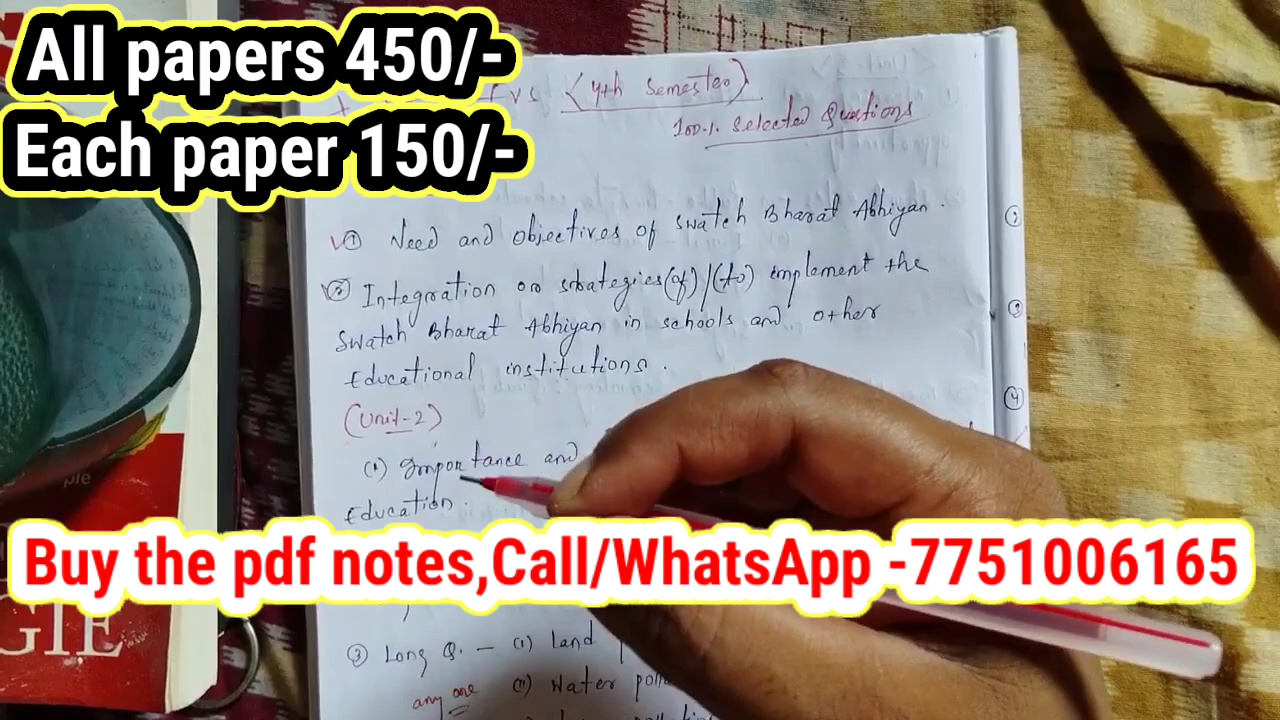 All papers 450/-
Each paper 150/-
EVS (4th Semester)
100%. Selected Questions
① Need and objectives of Swatch Bharat Abhiyan.
② Integration or strategies(of)/(to) implement the
Swatch Bharat Abhiyan in schools and other
Educational institutions.
(Unit-2)
(1) Importance and
Education.
Buy the pdf notes,Call/WhatsApp -7751006165
③ Long Q. — (i) land
any one (ii) Water
GIE